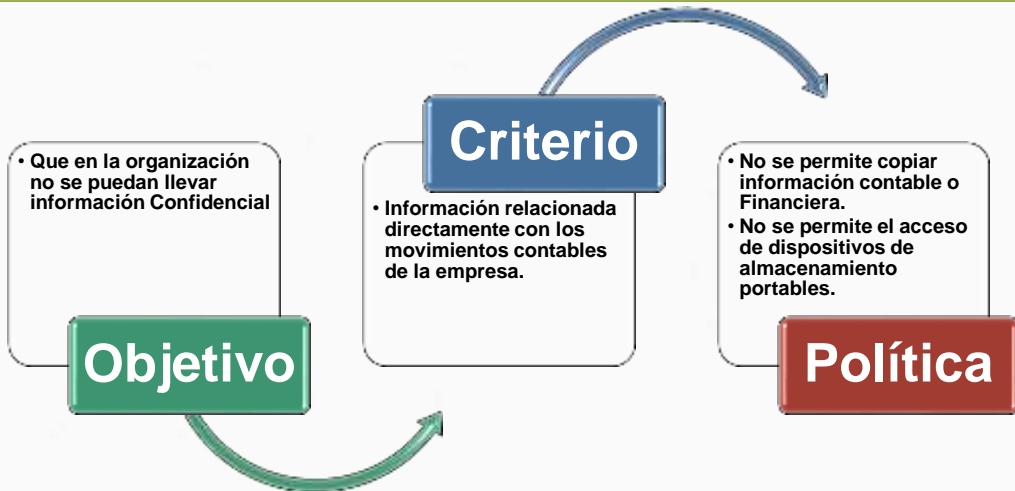 • Que en la organización
no se puedan llevar
información Confidencial
Objetivo
Criterio
• Información relacionada
directamente con los
movimientos contables
de la empresa.
• No se permite copiar
información contable o
Financiera.
• No se permite el acceso
de dispositivos de
almacenamiento
portables.
Política